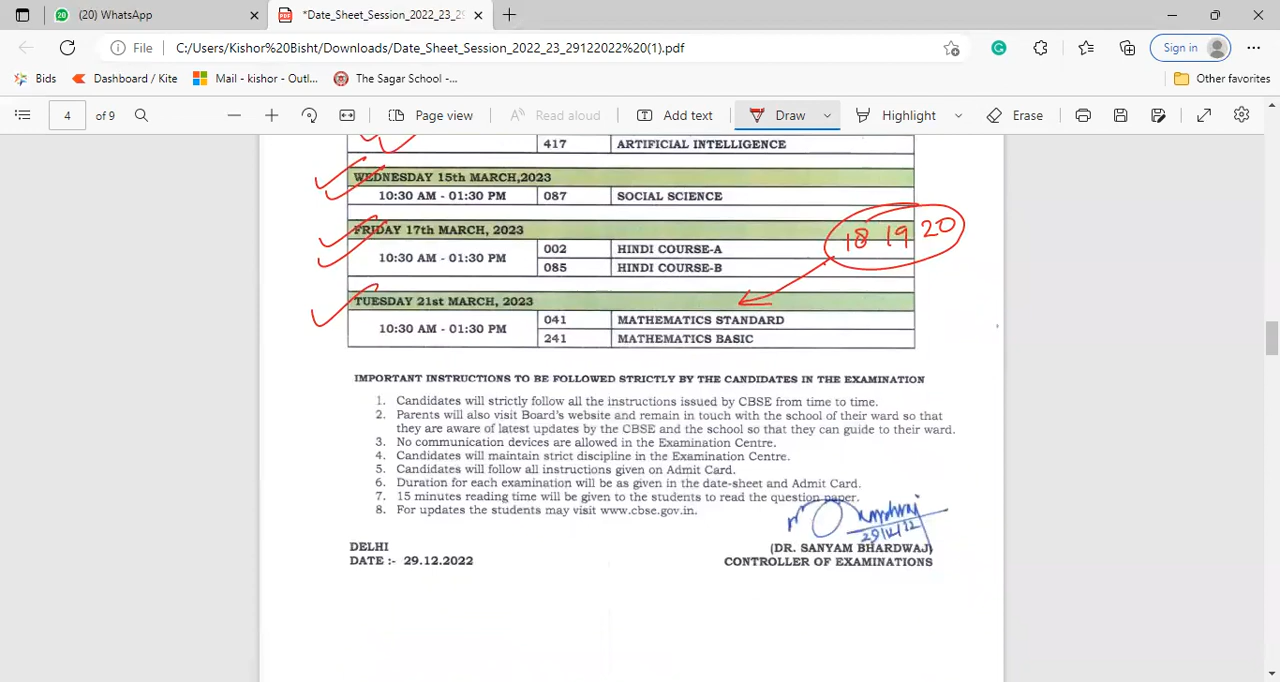 (20) WhatsApp
*Date_Sheet_Session_2022_23_29
File C:/Users/Kishor%20Bisht/Downloads/Date_Sheet_Session_2022_23_29122022%20(1).pdf Sign in
Bids Dashboard / Kite Mail - kishor - Outl... The Sagar School -... Other favorites
4 of 9 Page view Read aloud Add text Draw Highlight Erase
417 ARTIFICIAL INTELLIGENCE
WEDNESDAY 15th MARCH,2023
10:30 AM - 01:30 PM 087 SOCIAL SCIENCE
FRIDAY 17th MARCH, 2023
18 19 20
10:30 AM - 01:30 PM
002 HINDI COURSE-A
085 HINDI COURSE-B
TUESDAY 21st MARCH, 2023
10:30 AM - 01:30 PM
041 MATHEMATICS STANDARD
241 MATHEMATICS BASIC
IMPORTANT INSTRUCTIONS TO BE FOLLOWED STRICTLY BY THE CANDIDATES IN THE EXAMINATION
1. Candidates will strictly follow all the instructions issued by CBSE from time to time.
2. Parents will also visit Board's website and remain in touch with the school of their ward so that
they are aware of latest updates by the CBSE and the school so that they can guide to their ward.
3. No communication devices are allowed in the Examination Centre.
4. Candidates will maintain strict discipline in the Examination Centre.
5. Candidates will follow all instructions given on Admit Card.
6. Duration for each examination will be as given in the date-sheet and Admit Card.
7. 15 minutes reading time will be given to the students to read the question paper.
8. For updates the students may visit www.cbse.gov.in.
29/12/22
DELHI
DATE :- 29.12.2022
(DR. SANYAM BHARDWAJ)
CONTROLLER OF EXAMINATIONS